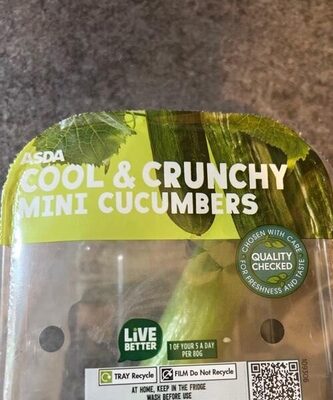 ASDA
COOL & CRUNCHY
MINI CUCUMBERS
CHOSEN WITH CARE
QUALITY
CHECKED
FOR FRESHNESS AND TASTE
LiVE
BETTER
1 OF YOUR 5 A DAY
PER 80G
TRAY Recycle
FILM Do Not Recycle
AT HOME, KEEP IN THE FRIDGE
WASH BEFORE USE